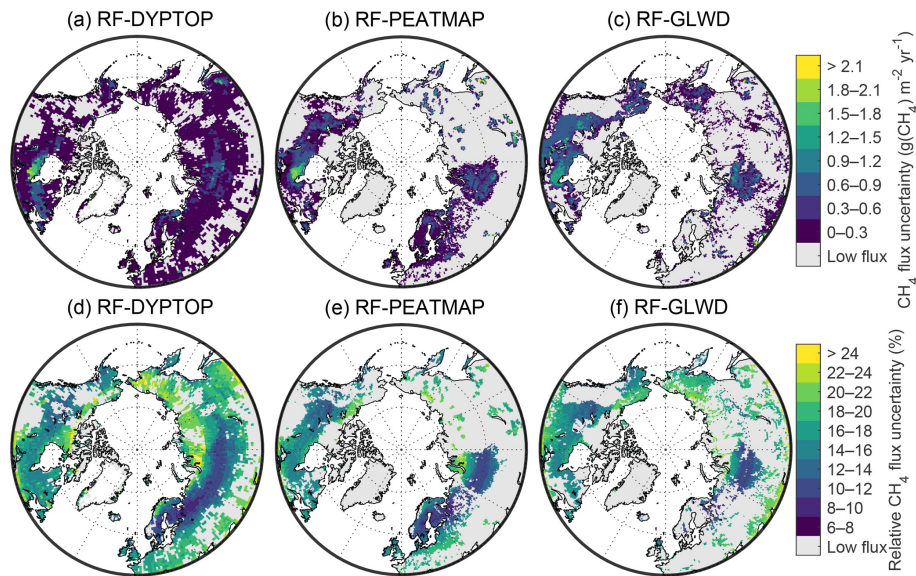 (a) RF-DYPTOP
(b) RF-PEATMAP
(c) RF-GLWD
> 2.1
1.8–2.1
1.5–1.8
1.2–1.5
0.9–1.2
0.6–0.9
0.3–0.6
0–0.3
Low flux
CH4 flux uncertainty (g(CH4) m-2 yr-1)
(d) RF-DYPTOP
(e) RF-PEATMAP
(f) RF-GLWD
> 24
22–24
20–22
18–20
16–18
14–16
12–14
10–12
8–10
6–8
Low flux
Relative CH4 flux uncertainty (%)